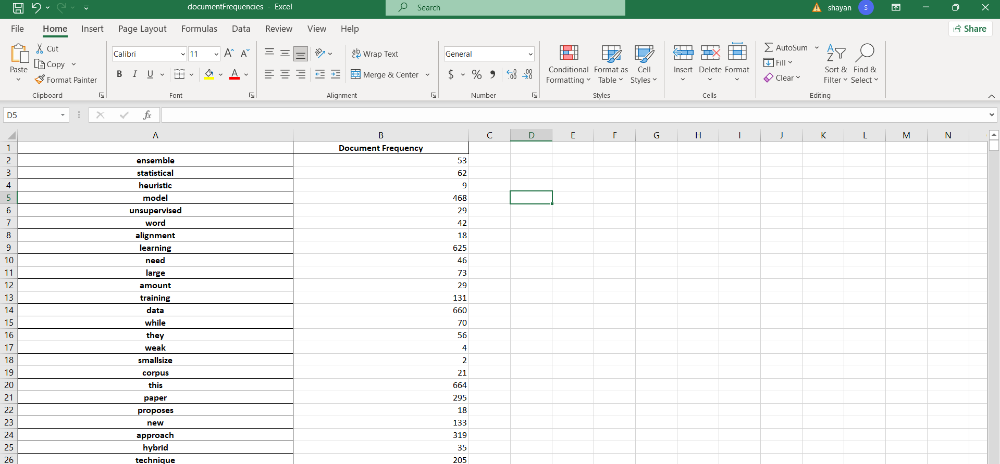 documentFrequencies - Excel
Search
shayan
S
File Home Insert Page Layout Formulas Data Review View Help
Share
Paste
Cut
Copy
Format Painter
Clipboard
Calibri 11 A A
B I U A
Font
ab Wrap Text
Merge & Center
Alignment
General
$ % 9 .00 .00 0
Number
Conditional Formatting
Format as Table
Cell Styles
Styles
Insert
Delete
Format
Cells
AutoSum
Fill
Clear
Sort & Filter
Find & Select
Editing
D5
fx
A B C D E F G H I J K L M N
1 Document Frequency
2 ensemble 53
3 statistical 62
4 heuristic 9
5 model 468
6 unsupervised 29
7 word 42
8 alignment 18
9 learning 625
10 need 46
11 large 73
12 amount 29
13 training 131
14 data 660
15 while 70
16 they 56
17 weak 4
18 smallsize 2
19 corpus 21
20 this 664
21 paper 295
22 proposes 18
23 new 133
24 approach 319
25 hybrid 35
26 technique 205